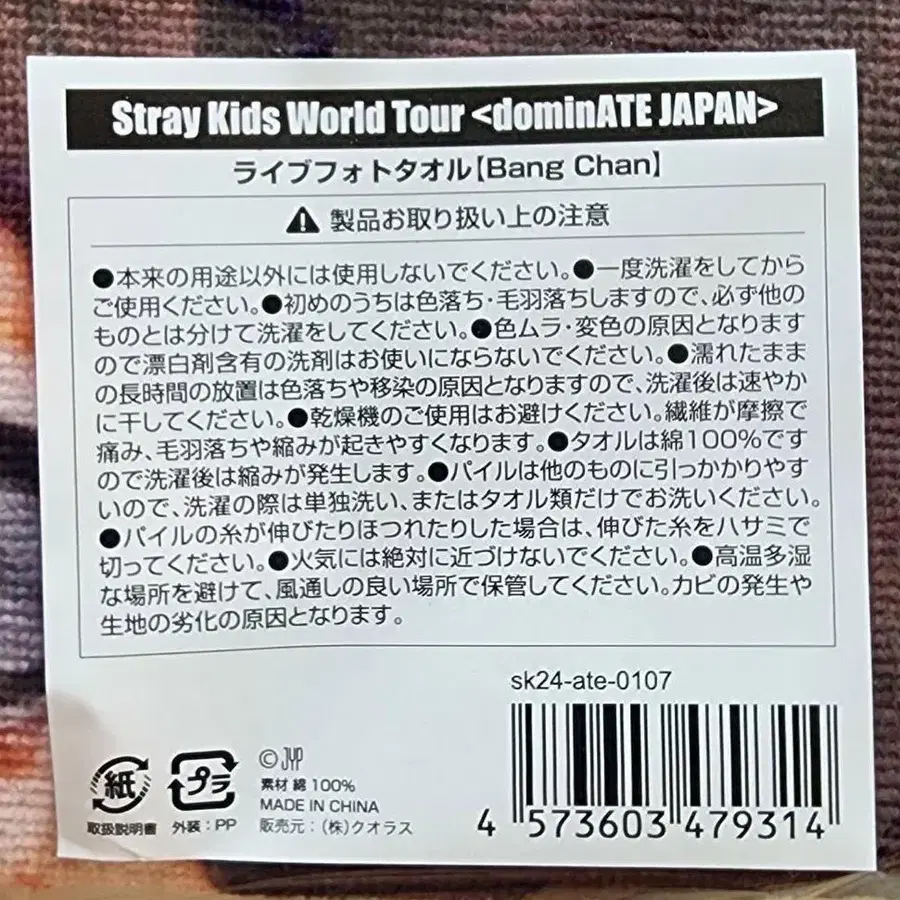 Stray Kids World Tour <dominATE JAPAN>
ライブフォトタオル【Bang Chan】
製品お取り扱い上の注意
●本来の用途以外には使用しないでください。●一度洗濯をしてから
ご使用ください。●初めのうちは色落ち・毛羽落ちしますので、必ず他の
ものとは分けて洗濯をしてください。●色ムラ・変色の原因となります
ので漂白剤含有の洗剤はお使いにならないでください。●濡れたまま
の長時間の放置は色落ちや移染の原因となりますので、洗濯後は速やか
に干してください。●乾燥機のご使用はお避けください。繊維が摩擦で
痛み、毛羽落ちや縮みが起きやすくなります。●タオルは綿100%です
ので洗濯後は縮みが発生します。●パイルは他のものに引っかかりやす
いので、洗濯の際は単独洗い、またはタオル類だけでお洗いください。
●パイルの糸が伸びたりほつれたりした場合は、伸びた糸をハサミで
切ってください。●火気には絶対に近づけないでください。●高温多湿
な場所を避けて、風通しの良い場所で保管してください。カビの発生や
生地の劣化の原因となります。
sk24-ate-0107
紙
取扱説明書
プラ
外装：PP
©JYP
素材 綿 100%
MADE IN CHINA
販売元：(株)クオラス
4 573603 479314